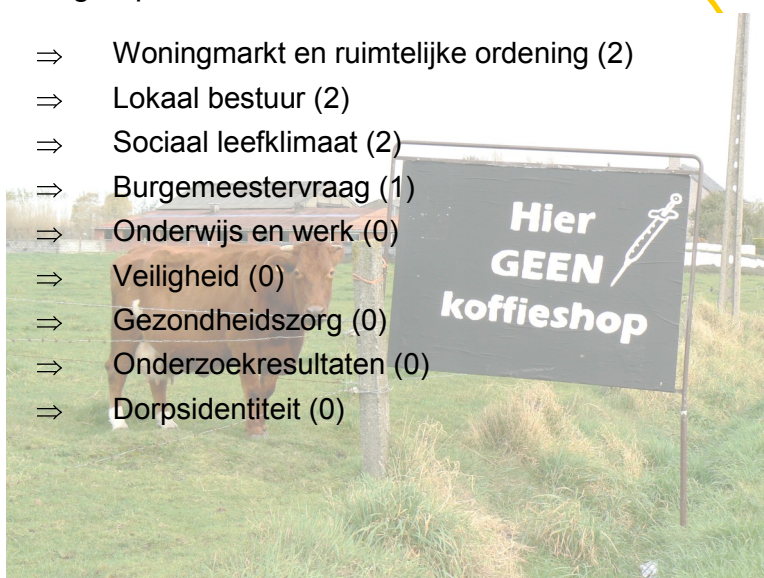 ⇒ Woningmarkt en ruimtelijke ordening (2)
⇒ Lokaal bestuur (2)
⇒ Sociaal leefklimaat (2)
⇒ Burgemeestervraag (1)
⇒ Onderwijs en werk (0)
⇒ Veiligheid (0)
⇒ Gezondheidszorg (0)
⇒ Onderzoekresultaten (0)
⇒ Dorpsidentiteit (0)
Hier
GEEN
koffieshop